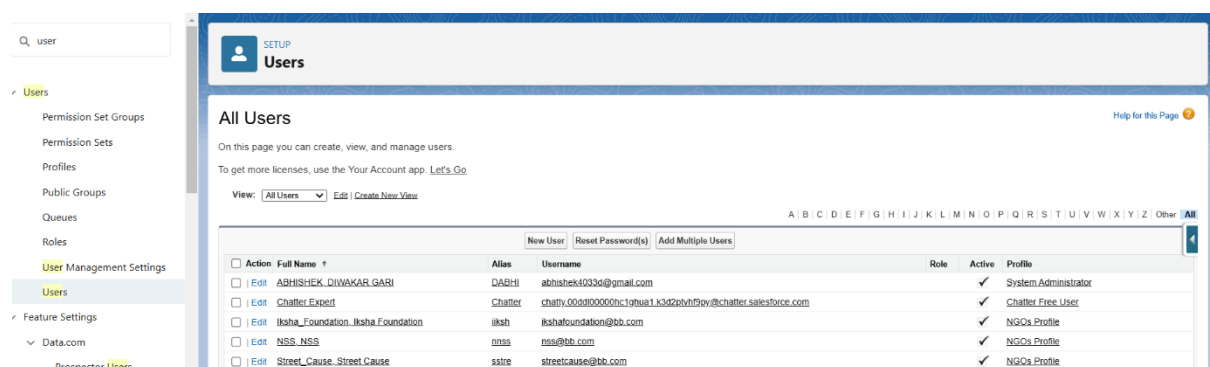 user
Users
Permission Set Groups
Permission Sets
Profiles
Public Groups
Queues
Roles
User Management Settings
Users
Feature Settings
Data.com
Prospector Users
SETUP
Users
All Users
Help for this Page
On this page you can create, view, and manage users.
To get more licenses, use the Your Account app. Let's Go
View: All Users Edit | Create New View
A | B | C | D | E | F | G | H | I | J | K | L | M | N | O | P | Q | R | S | T | U | V | W | X | Y | Z | Other All
New User Reset Password(s) Add Multiple Users
Action Full Name ↑ Alias Username Role Active Profile
| Edit ABHISHEK, DIWAKAR GARI DABHI abhishek4033d@gmail.com System Administrator
| Edit Chatter Expert Chatter Chatter Free User
| Edit Iksha_Foundation, Iksha Foundation iiksh ikshafoundation@bb.com NGOs Profile
| Edit NSS, NSS nnss nss@bb.com NGOs Profile
| Edit Street_Cause, Street Cause sstre streetcause@bb.com NGOs Profile